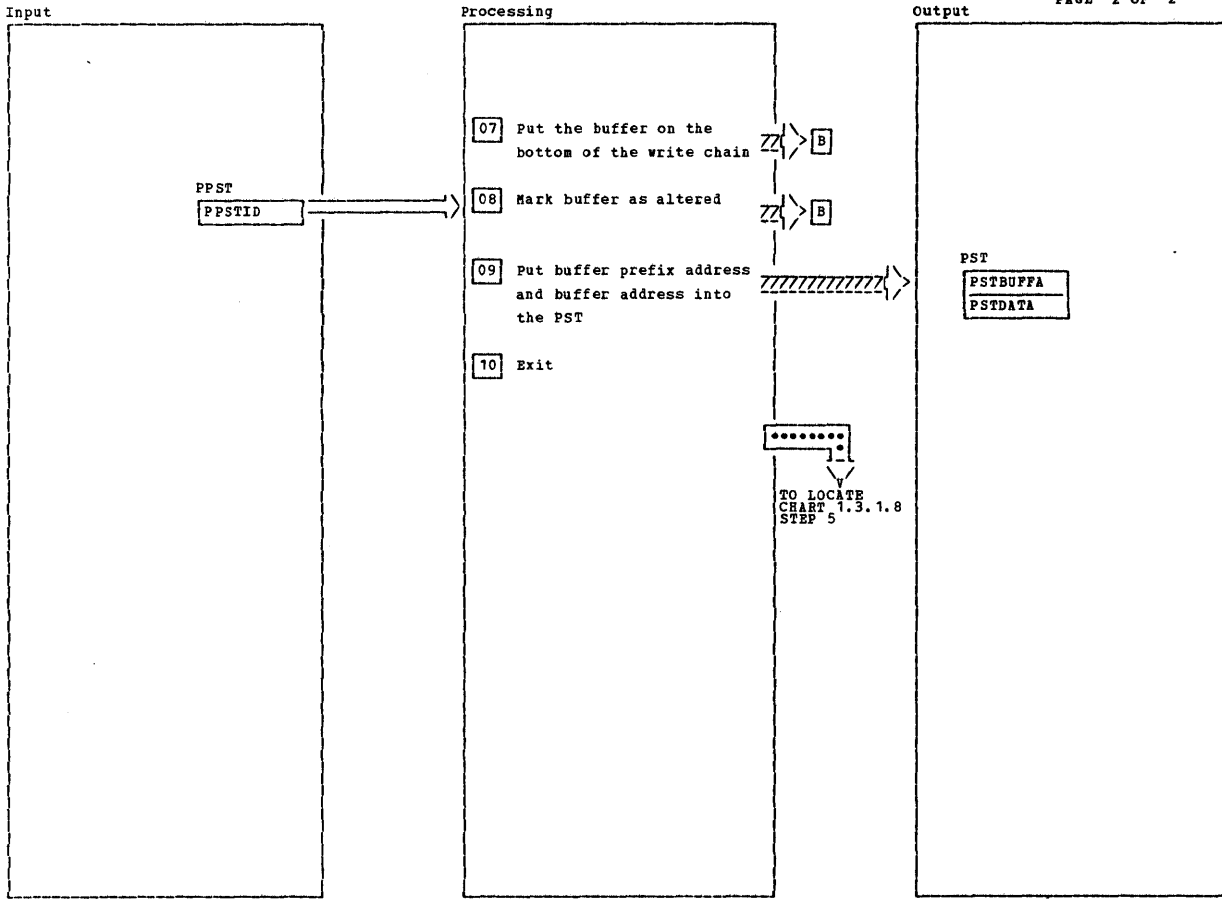 PAGE 2 OF 2
Input
Processing
Output
07 Put the buffer on the
bottom of the write chain
B
PPST
PPSTID
08 Mark buffer as altered
B
09 Put buffer prefix address
and buffer address into
the PST
PST
PSTBUFFA
PSTDATA
10 Exit
TO LOCATE
CHART 1.3.1.8
STEP 5